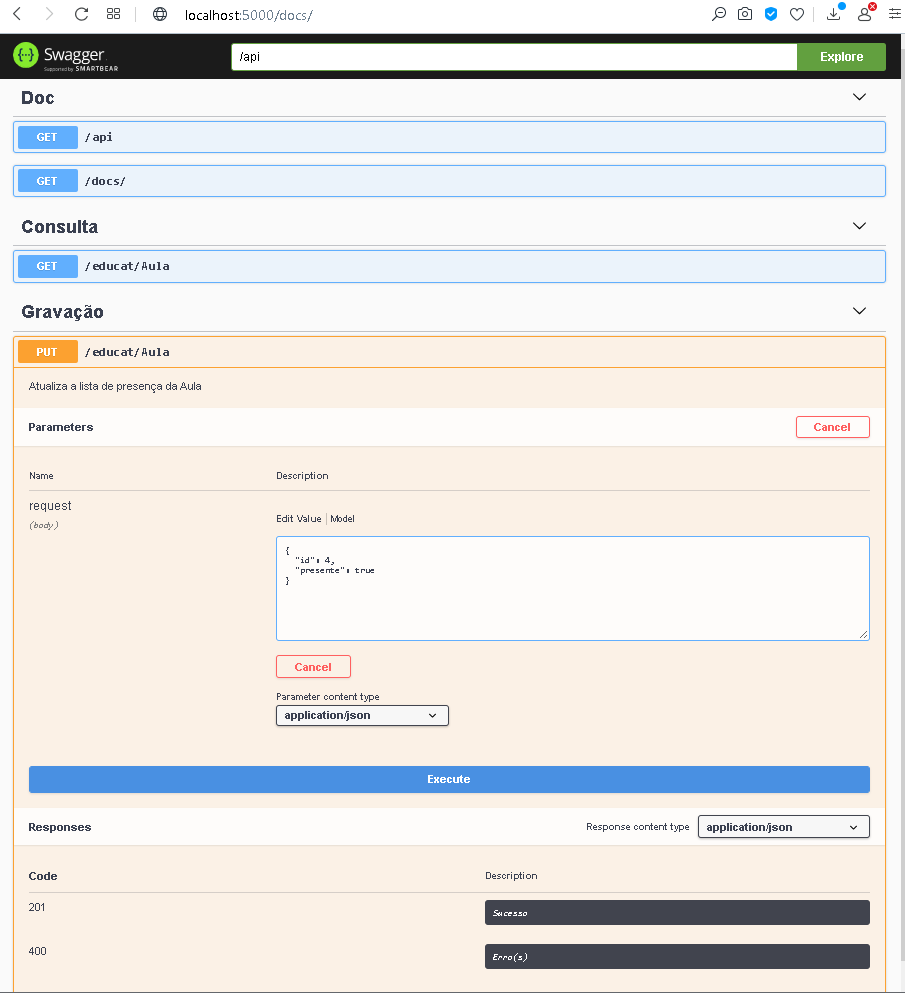 localhost:5000/docs/
Swagger
Supported by SMARTBEAR
/api
Explore
Doc
GET /api
GET /docs/
Consulta
GET /educat/Aula
Gravação
PUT /educat/Aula
Atualiza a lista de presença da Aula
Parameters Cancel
Name Description
request
(body)
Edit Value | Model
{
"id": 4,
"presente": true
}
Cancel
Parameter content type
application/json
Execute
Responses Response content type application/json
Code Description
201 Sucesso
400 Erro(s)